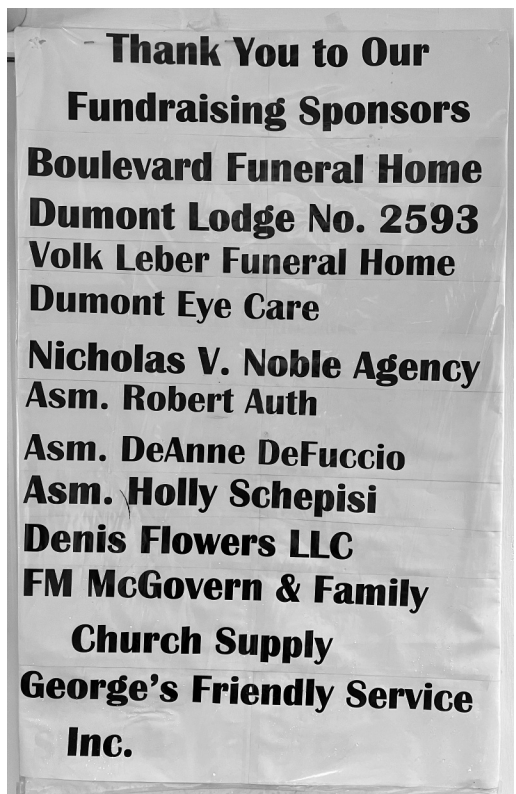 Thank You to Our
Fundraising Sponsors
Boulevard Funeral Home
Dumont Lodge No. 2593
Volk Leber Funeral Home
Dumont Eye Care
Nicholas V. Noble Agency
Asm. Robert Auth
Asm. DeAnne DeFuccio
Asm. Holly Schepisi
Denis Flowers LLC
FM McGovern & Family
Church Supply
George's Friendly Service
Inc.